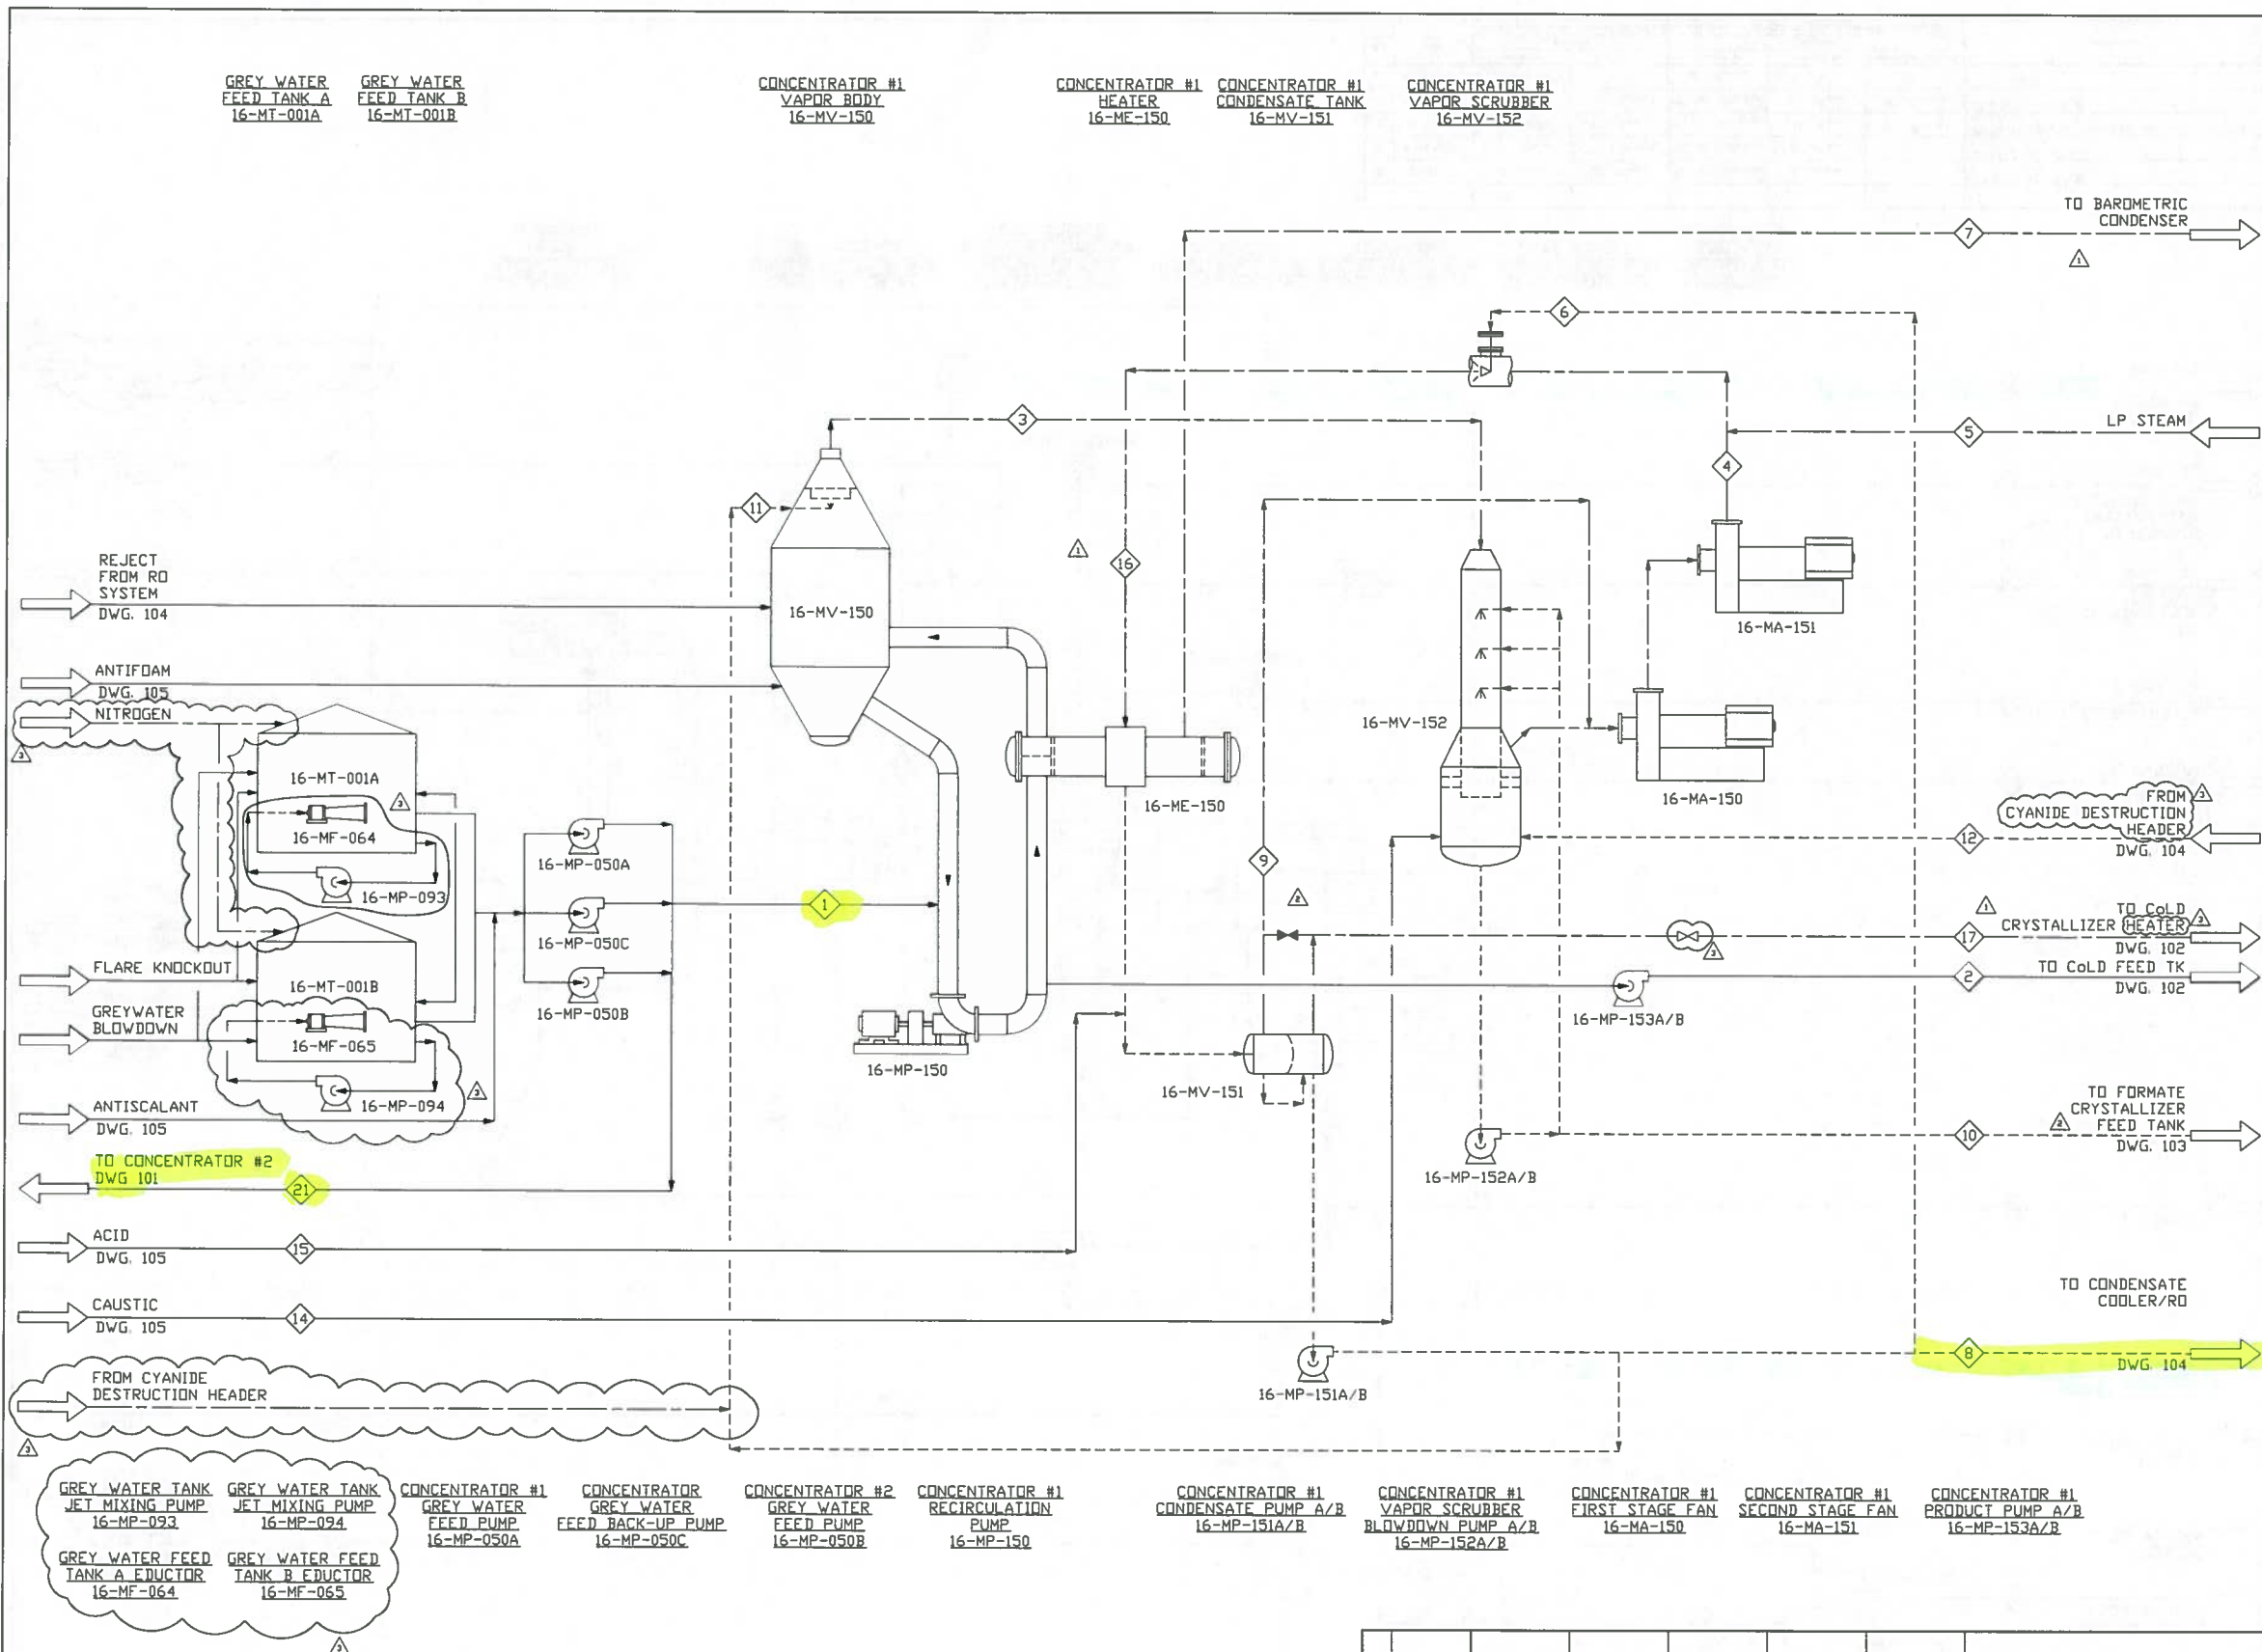 GREY WATER
FEED TANK A
16-MT-001A
GREY WATER
FEED TANK B
16-MT-001B
CONCENTRATOR #1
VAPOR BODY
16-MV-150
CONCENTRATOR #1
HEATER
16-ME-150
CONCENTRATOR #1
CONDENSATE TANK
16-MV-151
CONCENTRATOR #1
VAPOR SCRUBBER
16-MV-152
TO BAROMETRIC
CONDENSER
7
1
6
3
LP STEAM
5
4
11
1
16
REJECT
FROM RO
SYSTEM
DWG. 104
16-MV-150
16-MA-151
ANTIFOAM
DWG. 105
NITROGEN
3
16-MV-152
16-MT-001A
3
16-MF-064
16-MP-093
16-ME-150
16-MA-150
FROM
3
CYANIDE DESTRUCTION
HEADER
DWG. 104
12
16-MP-050A
9
2
1
16-MP-050C
1
TO CoLD
CRYSTALLIZER HEATER
3
DWG. 102
17
3
FLARE KNOCKOUT
16-MT-001B
TO CoLD FEED TK
DWG. 102
2
GREYWATER
BLOWDOWN
16-MF-065
16-MP-050B
16-MP-153A/B
16-MP-150
16-MV-151
ANTISCALANT
DWG. 105
16-MP-094
3
TO FORMATE
CRYSTALLIZER
2
FEED TANK
DWG. 103
10
16-MP-152A/B
TO CONCENTRATOR #2
DWG 101
21
ACID
DWG. 105
15
CAUSTIC
DWG. 105
14
TO CONDENSATE
COOLER/RO
8
DWG. 104
16-MP-151A/B
FROM CYANIDE
DESTRUCTION HEADER
3
GREY WATER TANK
JET MIXING PUMP
16-MP-093
GREY WATER TANK
JET MIXING PUMP
16-MP-094
CONCENTRATOR #1
GREY WATER
FEED PUMP
16-MP-050A
CONCENTRATOR
GREY WATER
FEED BACK-UP PUMP
16-MP-050C
CONCENTRATOR #2
GREY WATER
FEED PUMP
16-MP-050B
CONCENTRATOR #1
RECIRCULATION
PUMP
16-MP-150
CONCENTRATOR #1
CONDENSATE PUMP A/B
16-MP-151A/B
CONCENTRATOR #1
VAPOR SCRUBBER
BLOWDOWN PUMP A/B
16-MP-152A/B
CONCENTRATOR #1
FIRST STAGE FAN
16-MA-150
CONCENTRATOR #1
SECOND STAGE FAN
16-MA-151
CONCENTRATOR #1
PRODUCT PUMP A/B
16-MP-153A/B
GREY WATER FEED
TANK A EDUCTOR
16-MF-064
GREY WATER FEED
TANK B EDUCTOR
16-MF-065
3